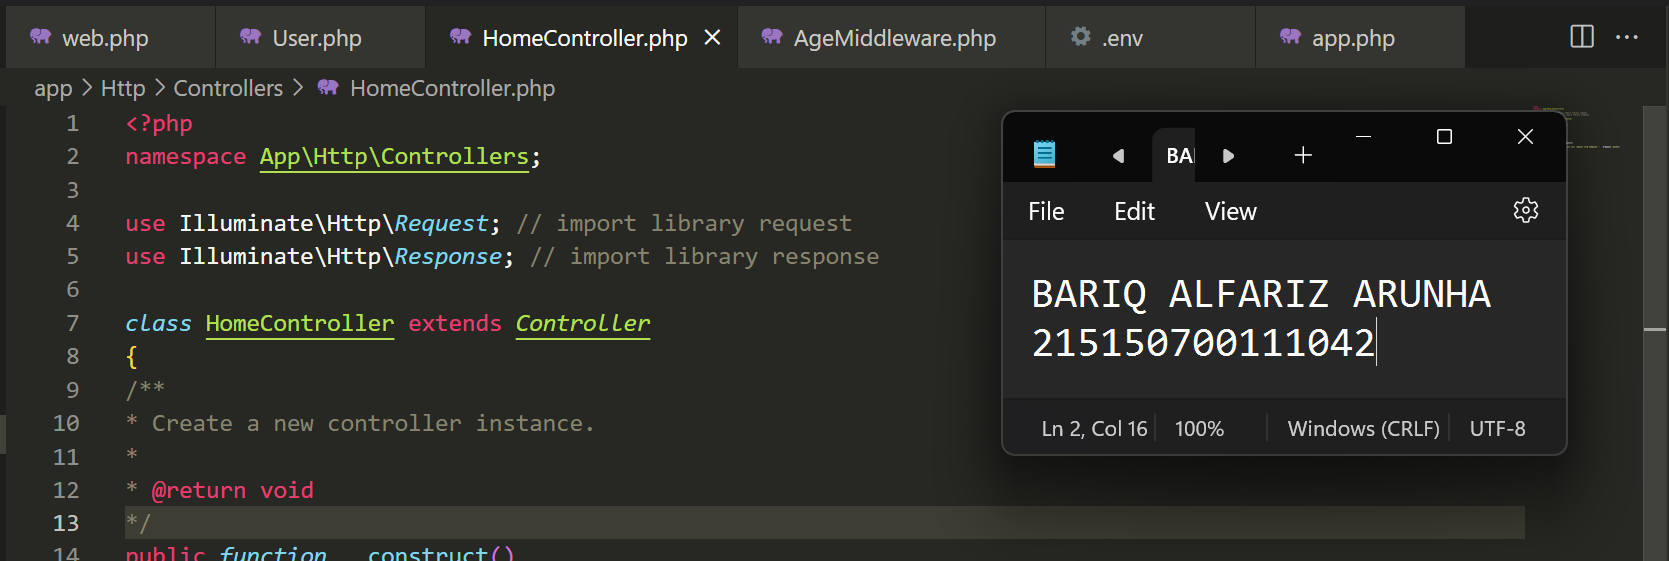 web.php
User.php
HomeController.php
AgeMiddleware.php
.env
app.php
app > Http > Controllers > HomeController.php
1 <?php
2 namespace App\Http\Controllers;
3
4 use Illuminate\Http\Request; // import library request
5 use Illuminate\Http\Response; // import library response
6
7 class HomeController extends Controller
8 {
9 /**
10 * Create a new controller instance.
11 *
12 * @return void
13 */
14 public function __construct()
BAI
File Edit View
BARIQ ALFARIZ ARUNHA
215150700111042
Ln 2, Col 16 100% Windows (CRLF) UTF-8